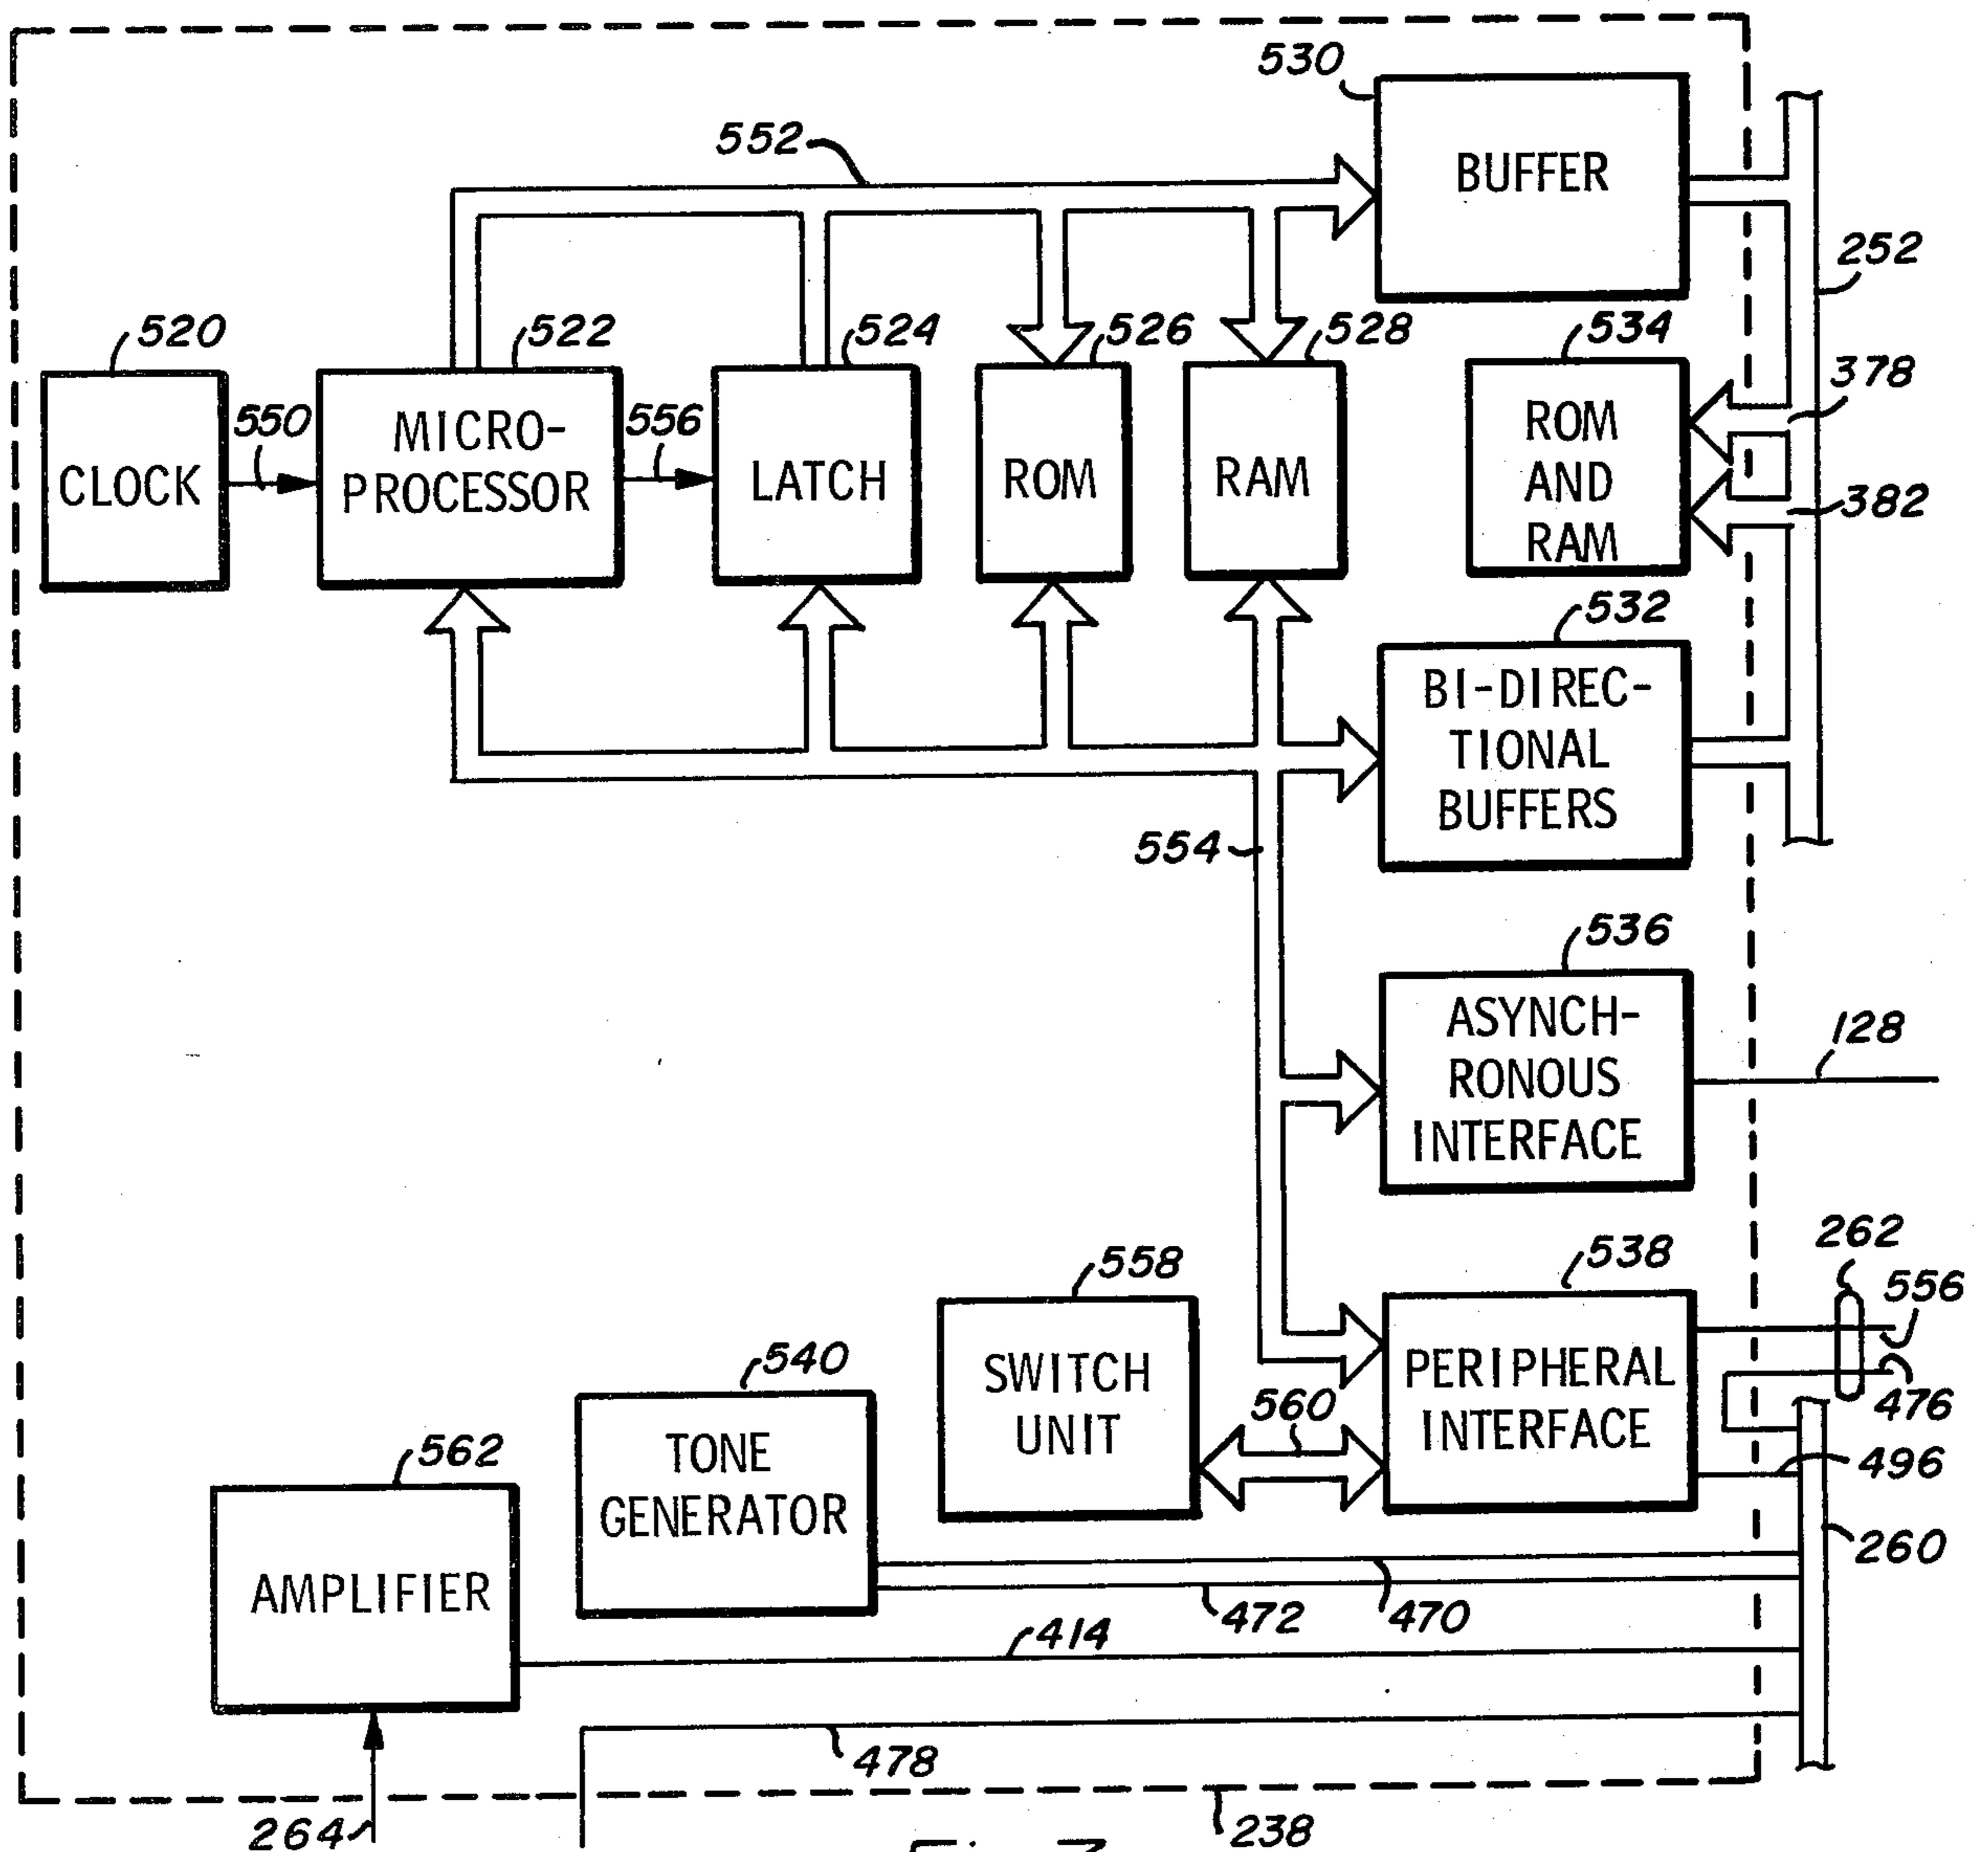 530
BUFFER
552
252
520
CLOCK
550
522
MICRO-
PROCESSOR
556
524
LATCH
526
ROM
528
RAM
534
ROM
AND
RAM
378
382
532
BI-DIREC-
TIONAL
BUFFERS
554
536
ASYNCH-
RONOUS
INTERFACE
128
262
556
476
538
PERIPHERAL
INTERFACE
496
260
558
SWITCH
UNIT
560
540
TONE
GENERATOR
470
472
562
AMPLIFIER
414
478
264
238